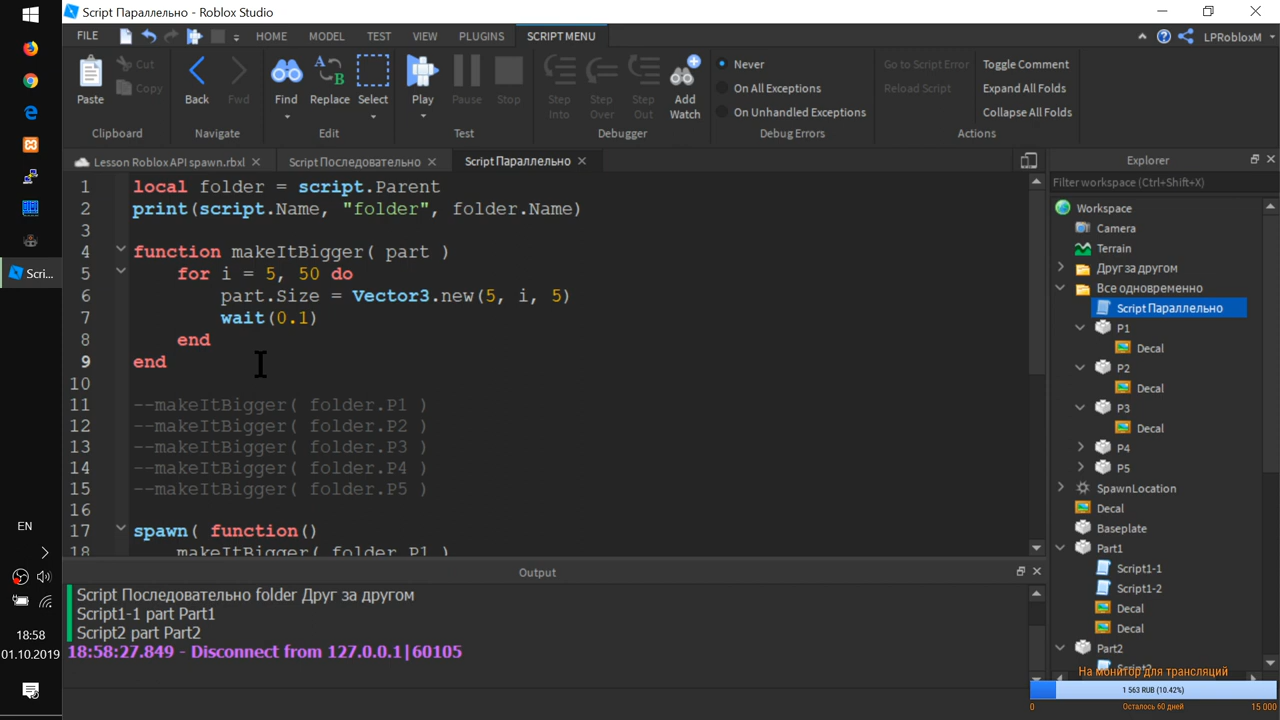 Script Параллельно - Roblox Studio
FILE HOME MODEL TEST VIEW PLUGINS SCRIPT MENU LPRobloxM
Paste Cut Copy Clipboard
Back Fwd Navigate
Find Replace Select Edit
Play Pause Stop Test
Step Into Step Over Step Out Add Watch Debugger
Never
On All Exceptions
On Unhandled Exceptions
Debug Errors
Go to Script Error
Reload Script
Toggle Comment
Expand All Folds
Collapse All Folds
Actions
Lesson Roblox API spawn.rbxl Script Последовательно Script Параллельно
1 local folder = script.Parent
2 print(script.Name, "folder", folder.Name)
3
4 function makeItBigger( part )
5 for i = 5, 50 do
6 part.Size = Vector3.new(5, i, 5)
7 wait(0.1)
8 end
9 end
10
11 --makeItBigger( folder.P1 )
12 --makeItBigger( folder.P2 )
13 --makeItBigger( folder.P3 )
14 --makeItBigger( folder.P4 )
15 --makeItBigger( folder.P5 )
16
17 spawn( function()
18 makeItBigger( folder.P1 )
Output
Script Последовательно folder Друг за другом
Script1-1 part Part1
Script2 part Part2
18:58:27.849 - Disconnect from 127.0.0.1|60105
Explorer
Filter workspace (Ctrl+Shift+X)
Workspace
Camera
Terrain
Друг за другом
Все одновременно
Script Параллельно
P1
Decal
P2
Decal
P3
Decal
P4
P5
SpawnLocation
Decal
Baseplate
Part1
Script1-1
Script1-2
Decal
Decal
Part2
Script2
На монитор для трансляций
1 563 RUB (10.42%)
0 Осталось 60 дней 15 000
Scri...
EN
18:58
01.10.2019